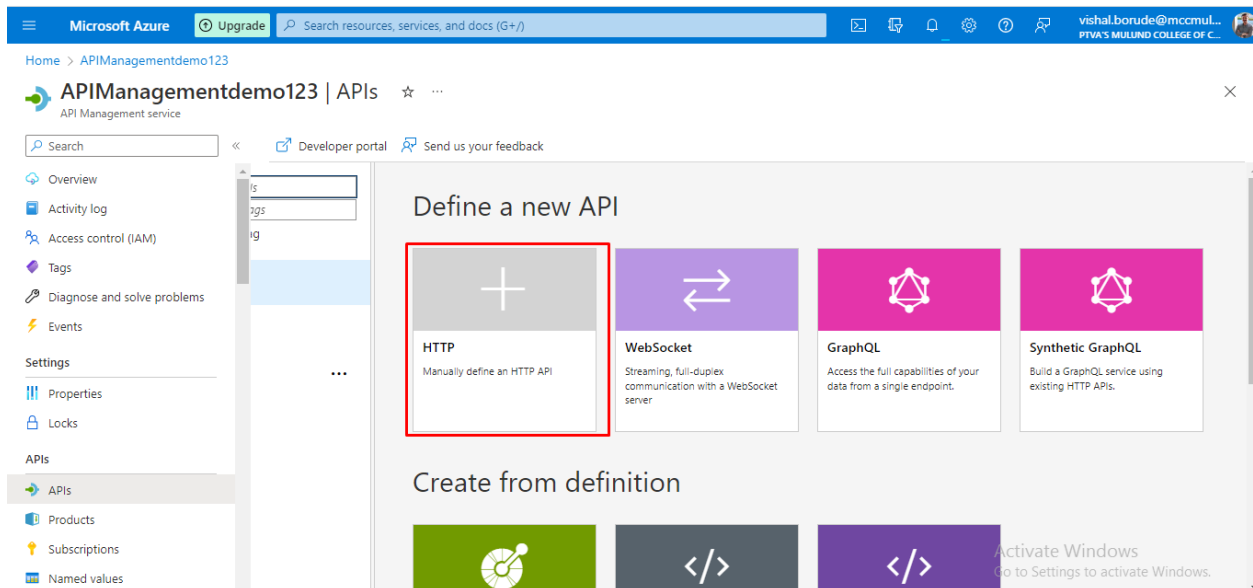 Microsoft Azure
Upgrade
Search resources, services, and docs (G+/)
vishal.borude@mccmul...
PTVA'S MULUND COLLEGE OF C...
Home > APIManagementdemo123
APIManagementdemo123 | APIs
API Management service
Search
Developer portal
Send us your feedback
Overview
Activity log
Access control (IAM)
Tags
Diagnose and solve problems
Events
Settings
Properties
Locks
APIs
APIs
Products
Subscriptions
Named values
Define a new API
HTTP
Manually define an HTTP API
WebSocket
Streaming, full-duplex
communication with a WebSocket
server
GraphQL
Access the full capabilities of your
data from a single endpoint.
Synthetic GraphQL
Build a GraphQL service using
existing HTTP APIs.
Create from definition
Activate Windows
Go to Settings to activate Windows.